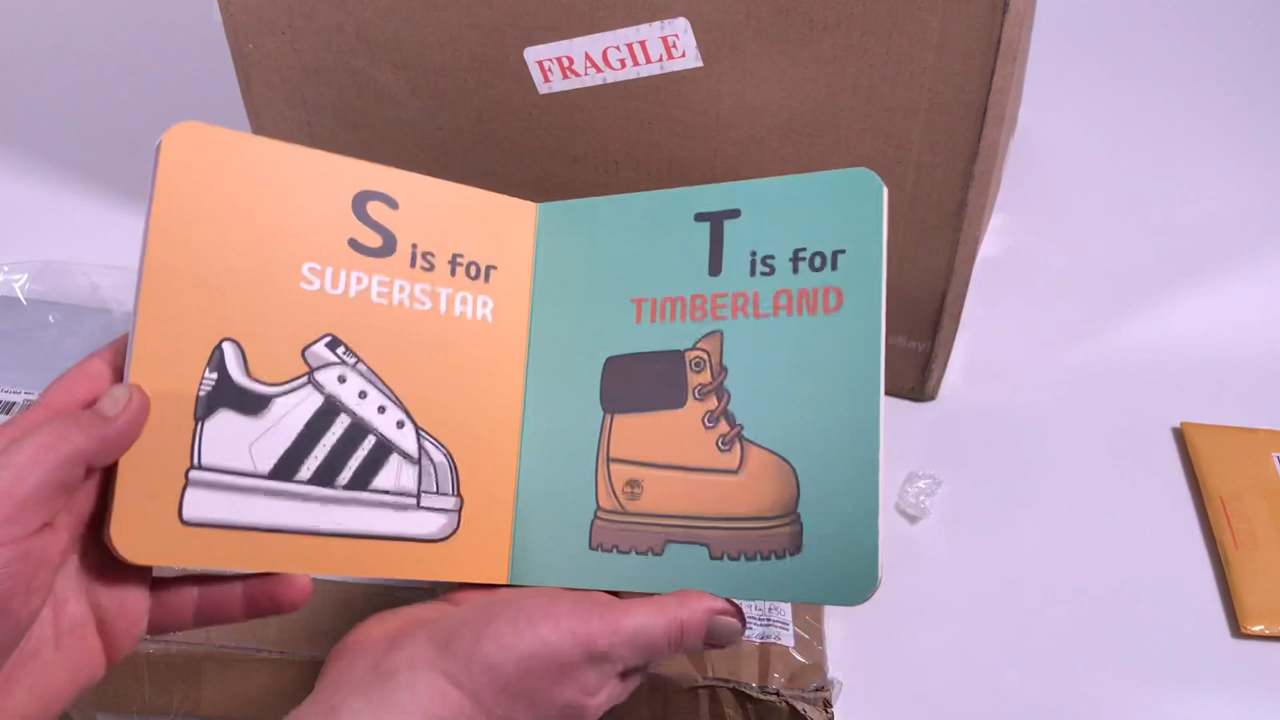 FRAGILE
S is for
SUPERSTAR
T is for
TIMBERLAND